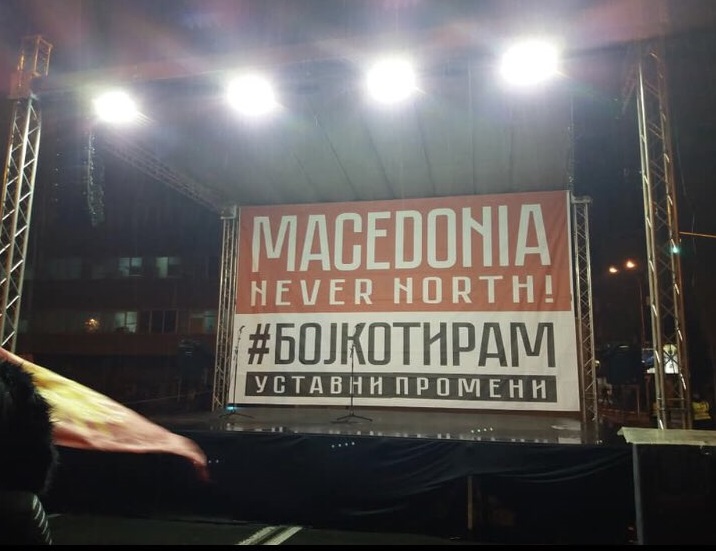 MACEDONIA
NEVER NORTH!
#БОЈКОТИРАМ
УСТАВНИ ПРОМЕНИ